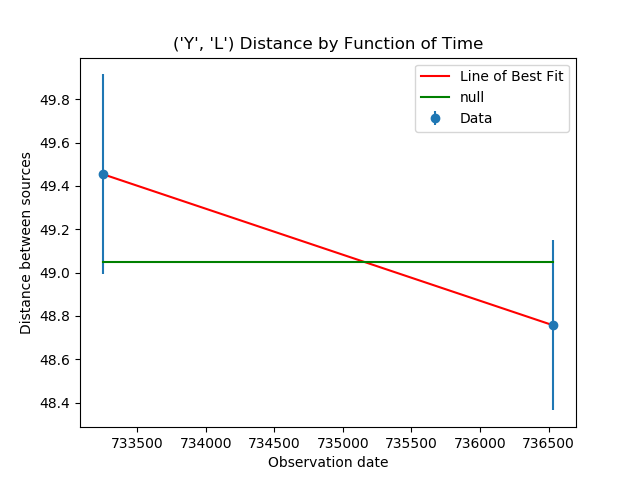 ('Y', 'L') Distance by Function of Time
Line of Best Fit
null
Data
Distance between sources
49.8
49.6
49.4
49.2
49.0
48.8
48.6
48.4
733500 734000 734500 735000 735500 736000 736500
Observation date